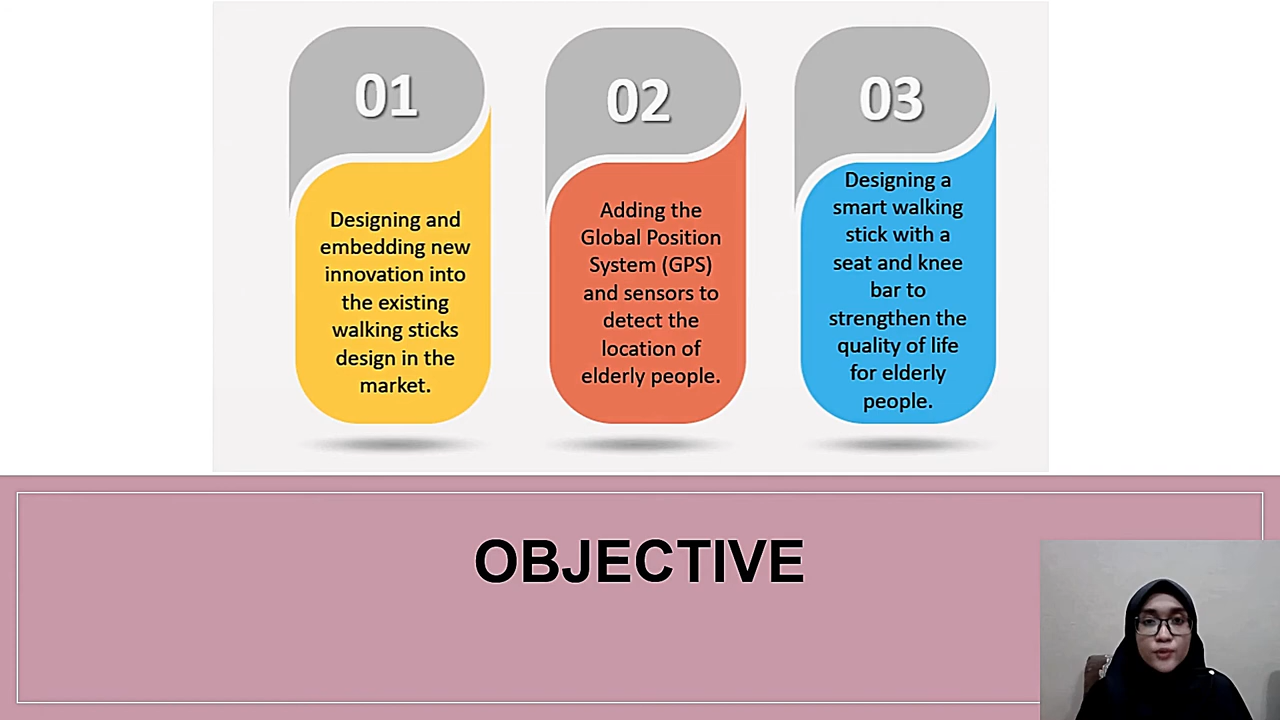 01
Designing and
embedding new
innovation into
the existing
walking sticks
design in the
market.
02
Adding the
Global Position
System (GPS)
and sensors to
detect the
location of
elderly people.
03
Designing a
smart walking
stick with a
seat and knee
bar to
strengthen the
quality of life
for elderly
people.
OBJECTIVE